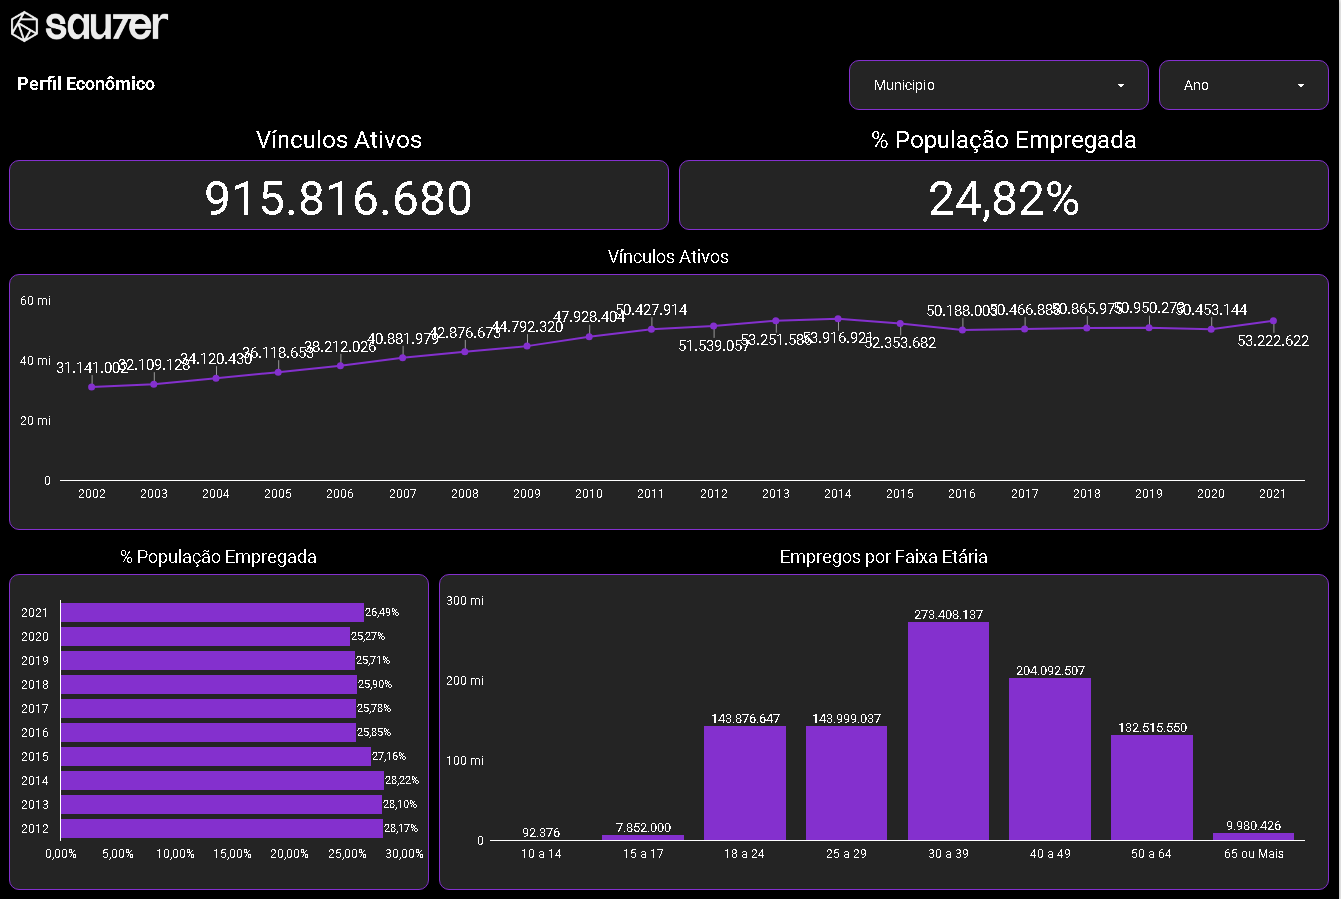 sau7er
Perfil Econômico
Municipio
Ano
Vínculos Ativos
% População Empregada
915.816.680
24,82%
Vínculos Ativos
60 mi
40 mi
20 mi
0
31.141.002
32.109.128
34.120.430
36.118.653
38.212.026
40.881.979
42.876.673
44.792.320
47.928.404
50.427.914
51.539.057
53.251.586
53.916.921
52.353.682
50.188.003
50.466.888
50.865.975
50.950.273
50.453.144
53.222.622
2002 2003 2004 2005 2006 2007 2008 2009 2010 2011 2012 2013 2014 2015 2016 2017 2018 2019 2020 2021
% População Empregada
2021 26,49%
2020 25,27%
2019 25,71%
2018 25,90%
2017 25,78%
2016 25,85%
2015 27,16%
2014 28,22%
2013 28,10%
2012 28,17%
0,00% 5,00% 10,00% 15,00% 20,00% 25,00% 30,00%
Empregos por Faixa Etária
300 mi
200 mi
100 mi
0
92.376
7.852.000
143.876.647
143.999.037
273.408.137
204.092.507
132.515.550
9.980.426
10 a 14 15 a 17 18 a 24 25 a 29 30 a 39 40 a 49 50 a 64 65 ou Mais